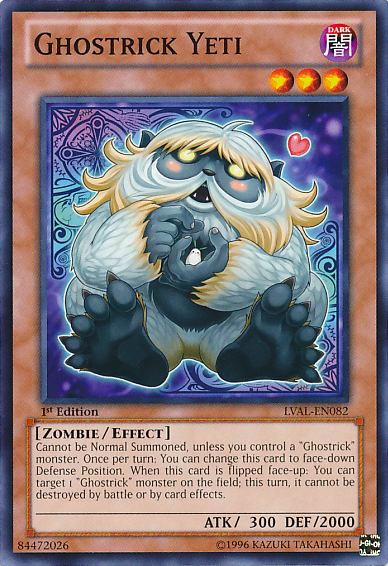 GHOSTRICK YETI
DARK
闇
1st Edition
LVAL-EN082
[ZOMBIE/EFFECT]
Cannot be Normal Summoned, unless you control a "Ghostrick"
monster. Once per turn: You can change this card to face-down
Defense Position. When this card is flipped face-up: You can
target 1 "Ghostrick" monster on the field; this turn, it cannot be
destroyed by battle or by card effects.
ATK/ 300 DEF/2000
84472026
©1996 KAZUKI TAKAHASHI